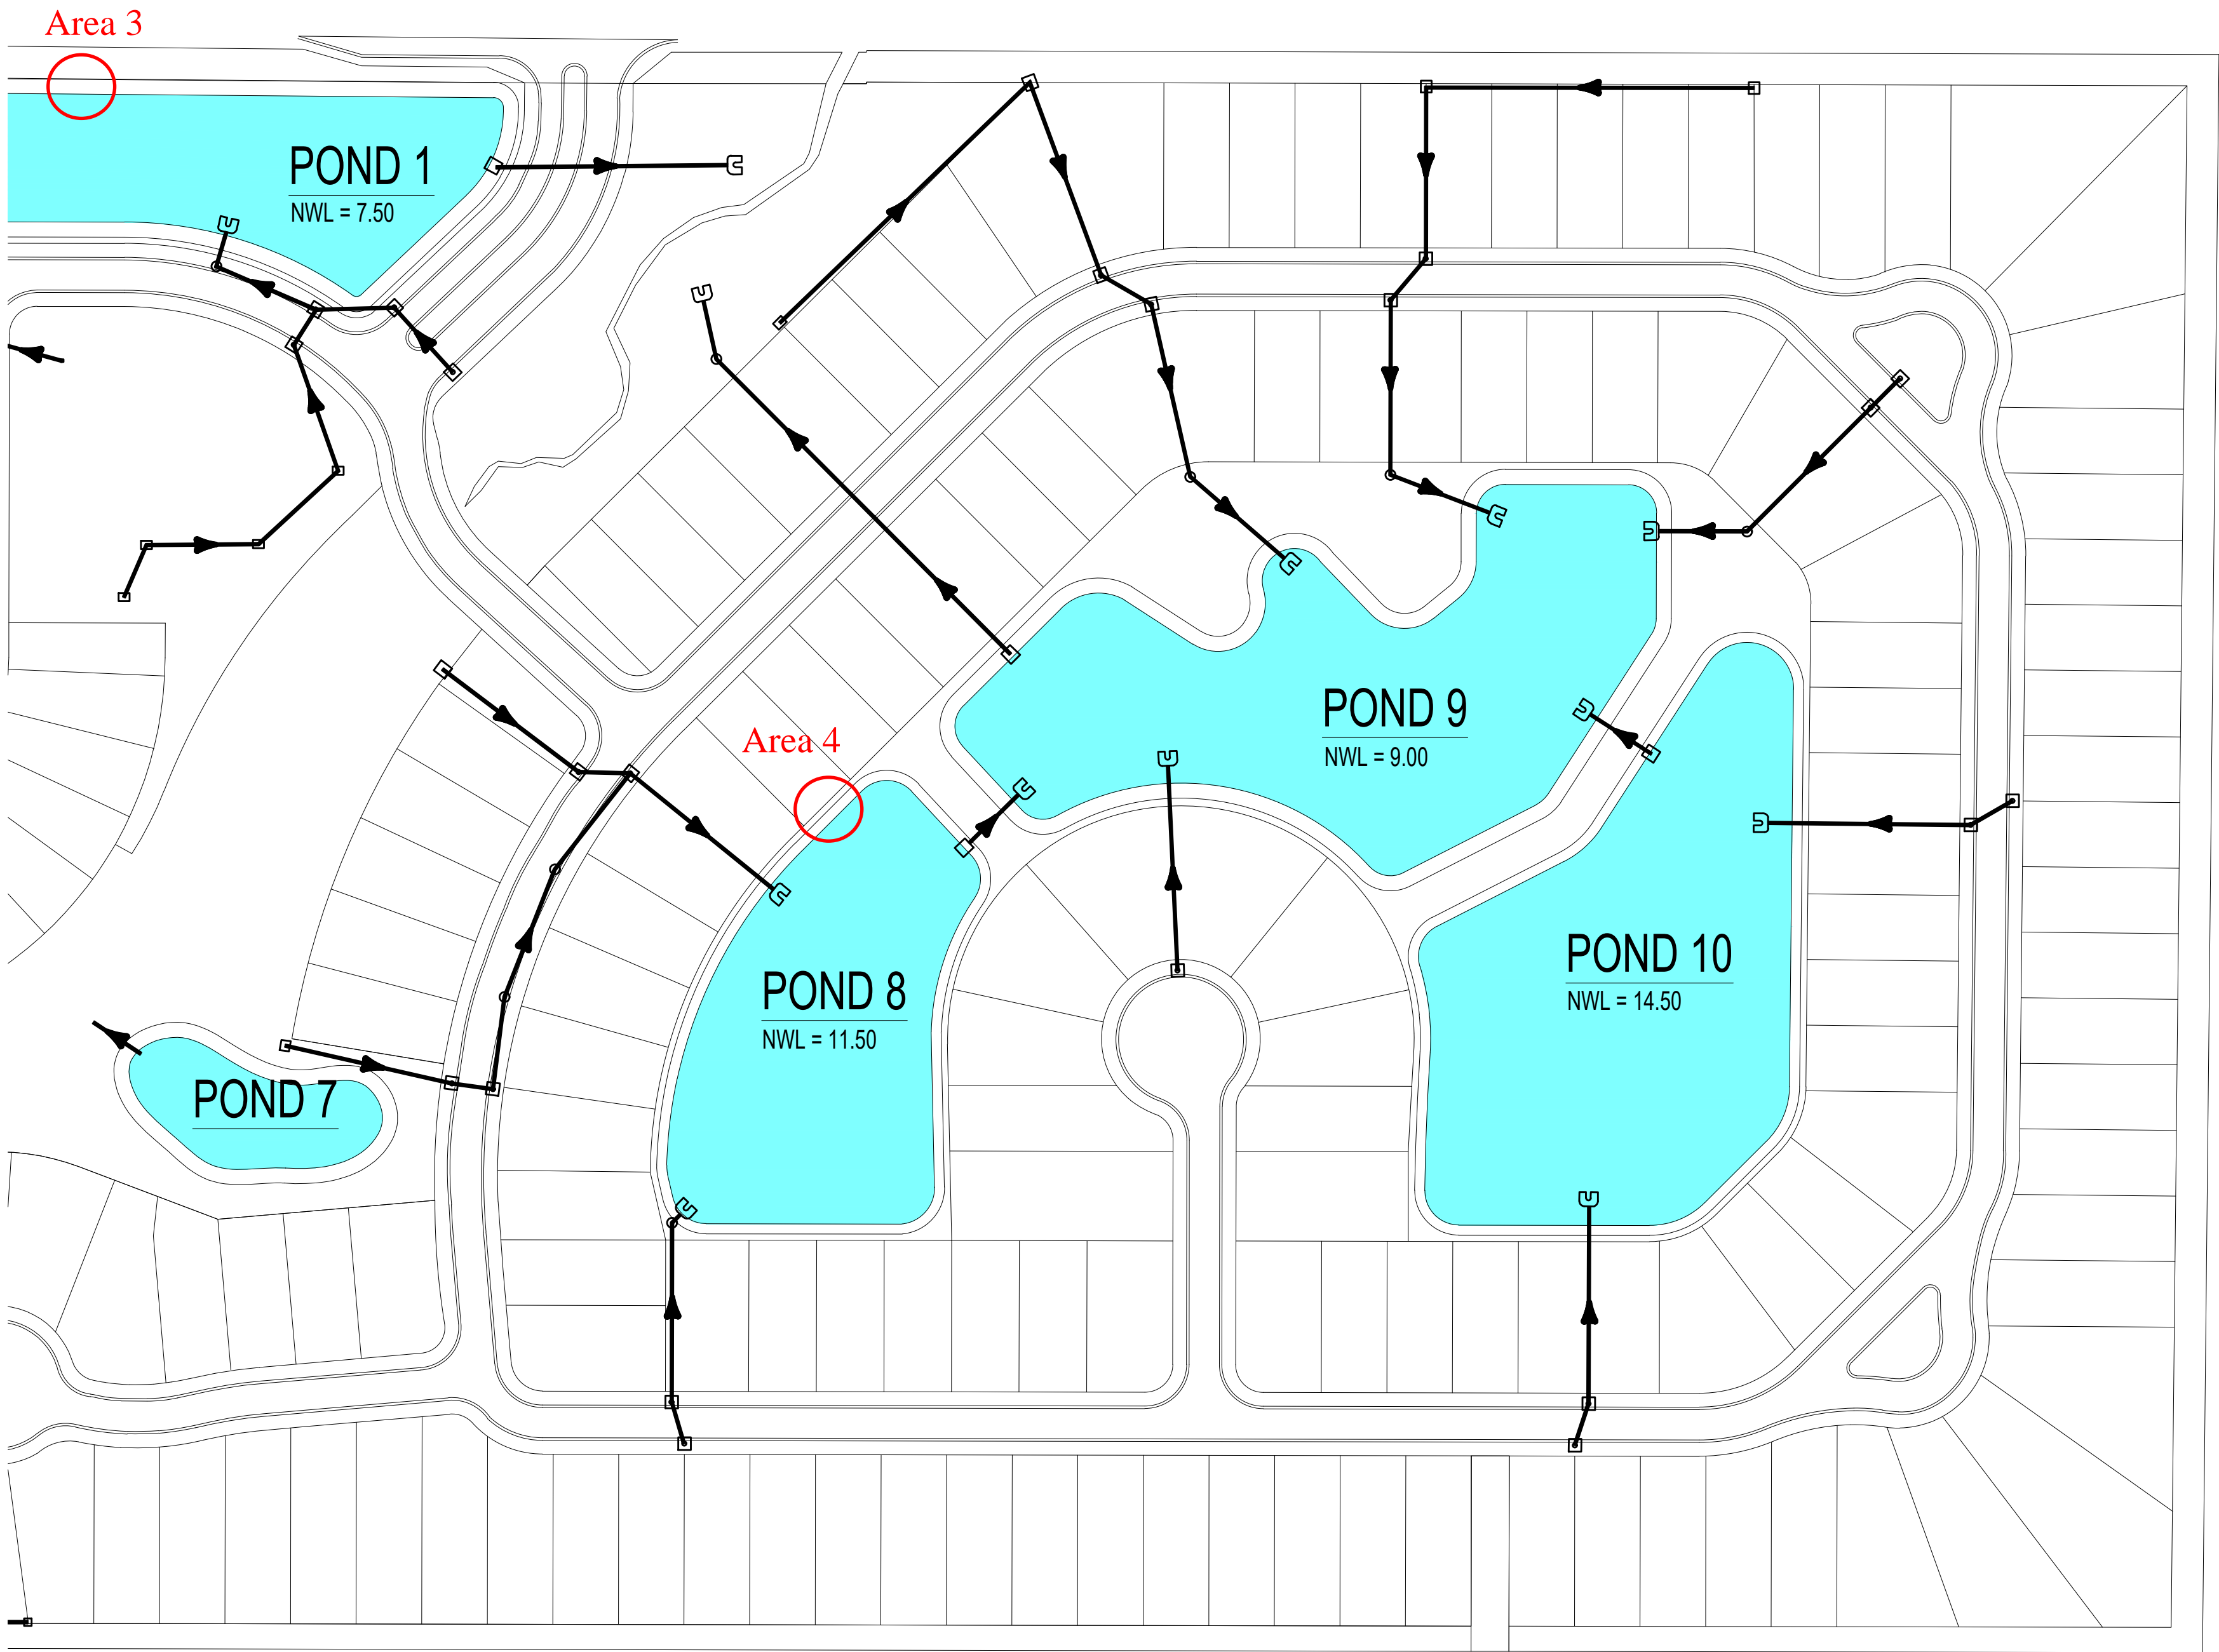 Area 3
POND 1
NWL = 7.50
POND 9
NWL = 9.00
Area 4
POND 10
NWL = 14.50
POND 8
NWL = 11.50
POND 7